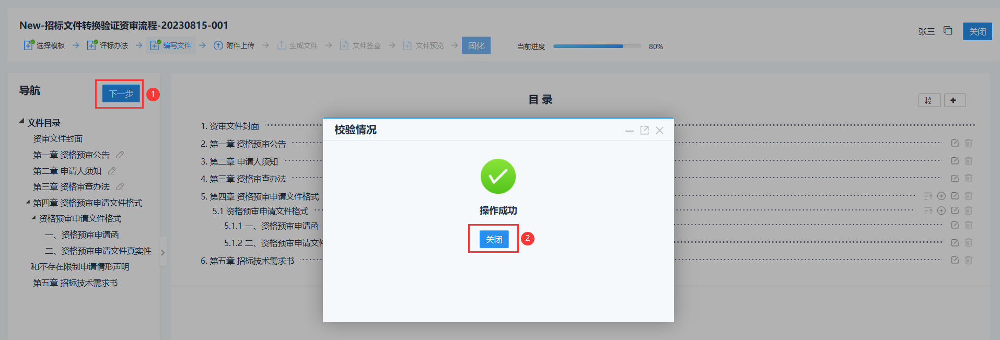 New-招标文件转换验证资审流程-20230815-001
张三
关闭
选择模板
评标办法
编写文件
附件上传
生成文件
文件签章
文件预览
固化
当前进度
80%
导航
下一步
1
文件目录
资审文件封面
第一章 资格预审公告
第二章 申请人须知
第三章 资格审查办法
第四章 资格预审申请文件格式
资格预审申请文件格式
一、资格预审申请函
二、资格预审申请文件真实性
和不存在限制申请情形声明
第五章 招标技术需求书
目 录
1. 资审文件封面
2. 第一章 资格预审公告
3. 第二章 申请人须知
4. 第三章 资格审查办法
5. 第四章 资格预审申请文件格式
5.1 资格预审申请文件格式
5.1.1 一、资格预审申请函
5.1.2 二、资格预审申请文
6. 第五章 招标技术需求书
校验情况
操作成功
关闭
2